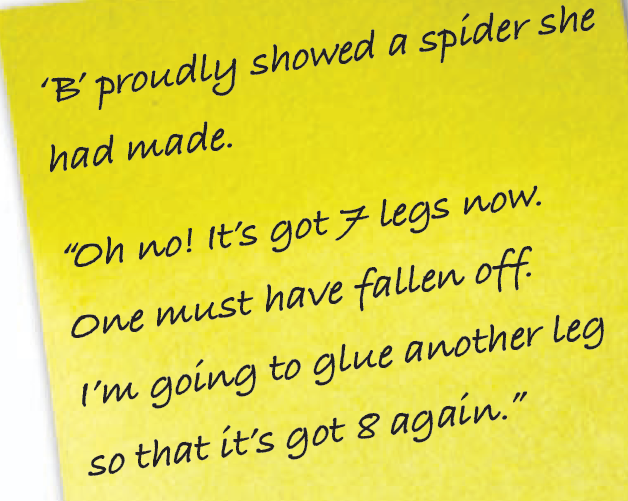 ‘B’ proudly showed a spider she
had made.
“Oh no! It’s got 7 legs now.
One must have fallen off.
I’m going to glue another leg
so that it’s got 8 again.”